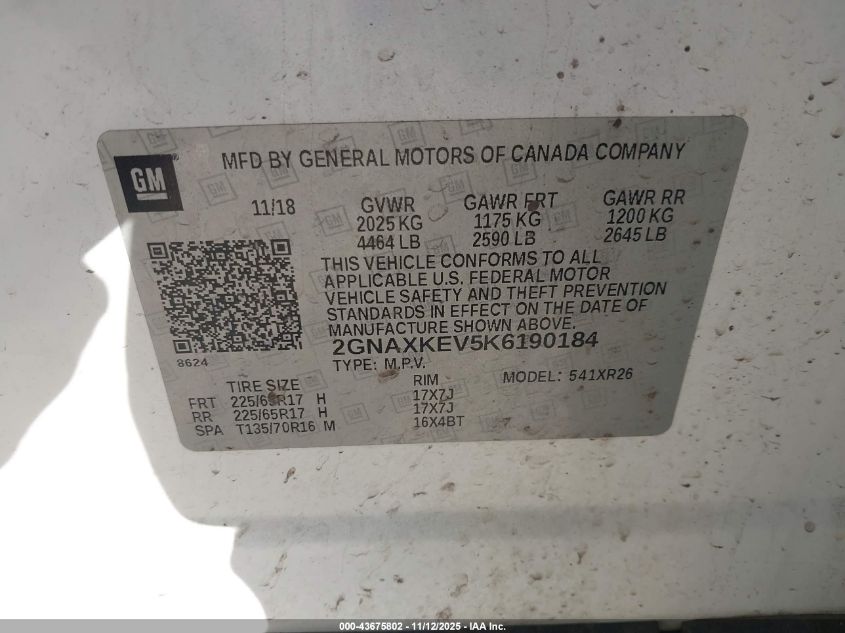 GM
MFD BY GENERAL MOTORS OF CANADA COMPANY
11/18 GVWR GAWR FRT GAWR RR
2025 KG 1175 KG 1200 KG
4464 LB 2590 LB 2645 LB
THIS VEHICLE CONFORMS TO ALL
APPLICABLE U.S. FEDERAL MOTOR
VEHICLE SAFETY AND THEFT PREVENTION
STANDARDS IN EFFECT ON THE DATE OF
MANUFACTURE SHOWN ABOVE.
2GNAXKEV5K6190184
8624
TYPE: M.P.V. MODEL: 541XR26
TIRE SIZE RIM
FRT 225/65R17 H 17X7J
RR 225/65R17 H 17X7J
SPA T135/70R16 M 16X4BT
000-43675802 - 11/12/2025 - IAA Inc.